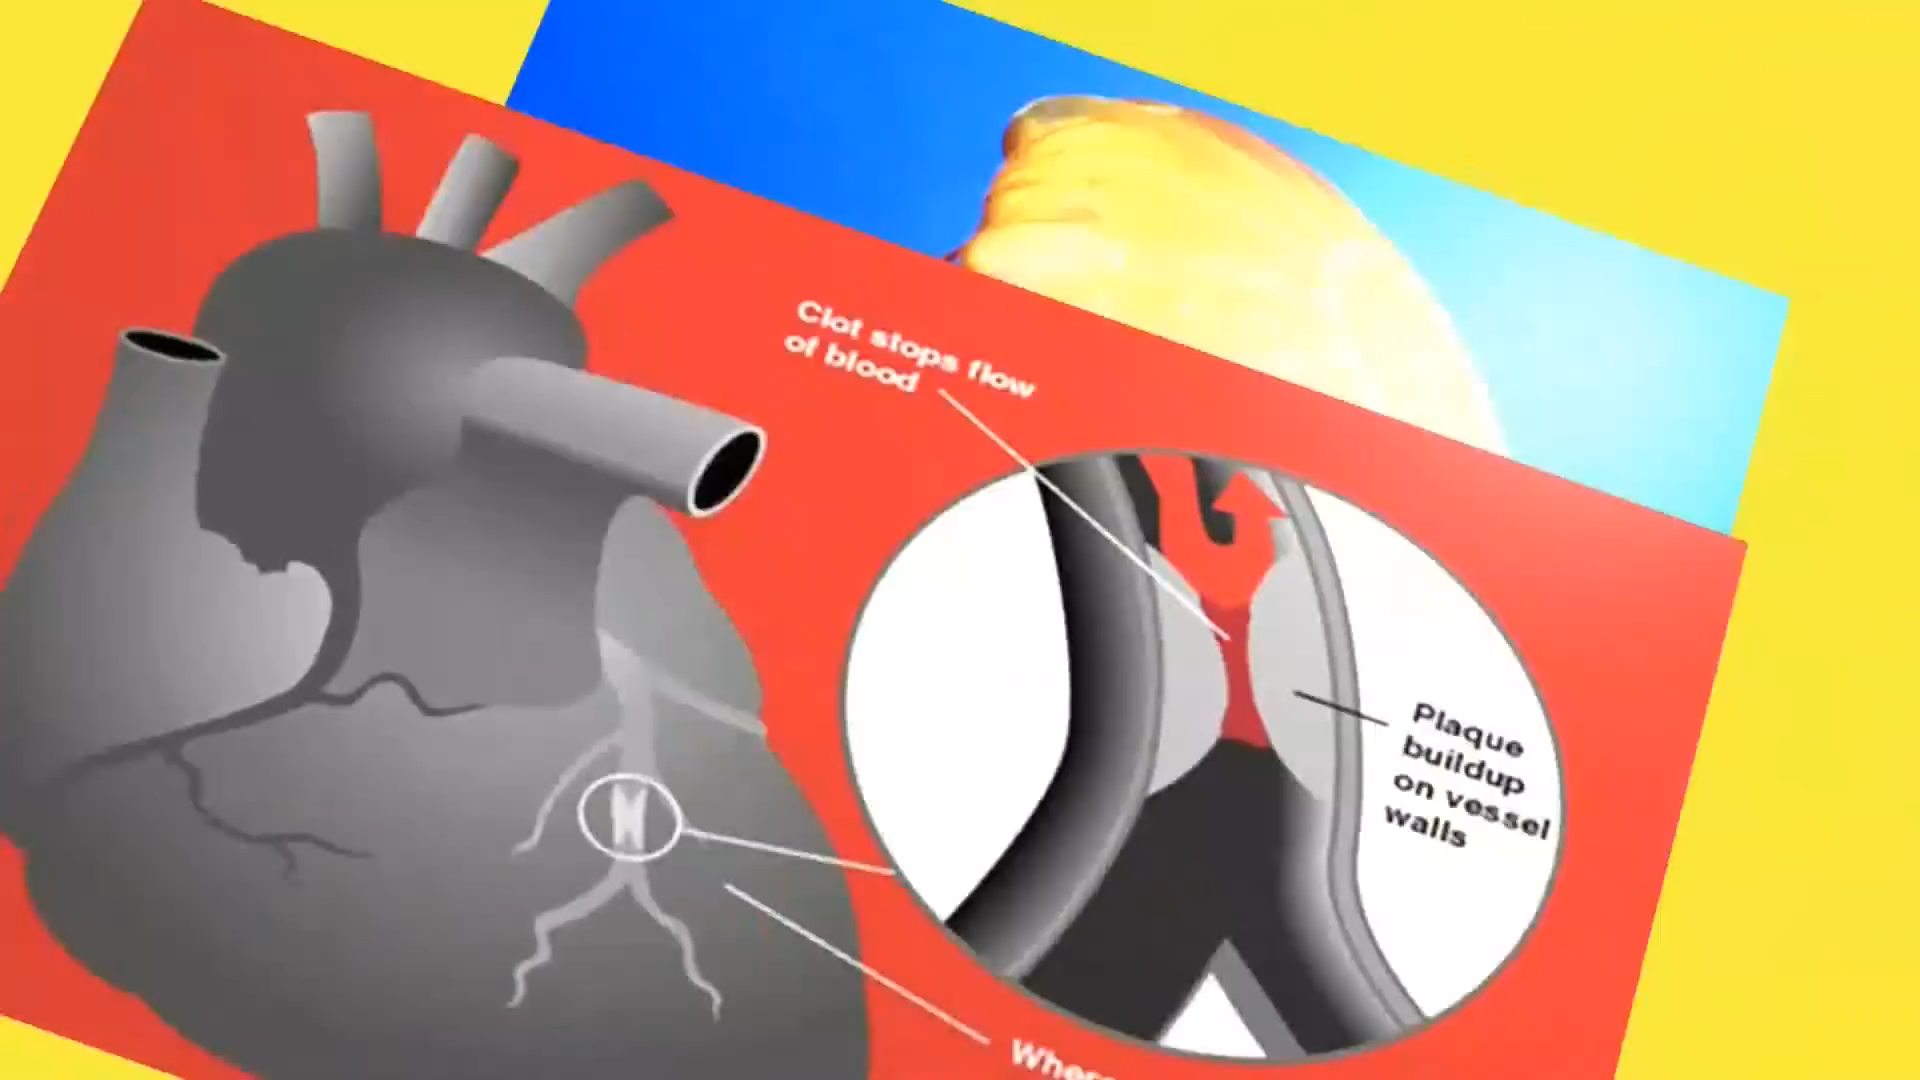 Clot stops flow
of blood
Plaque
buildup
on vessel
walls